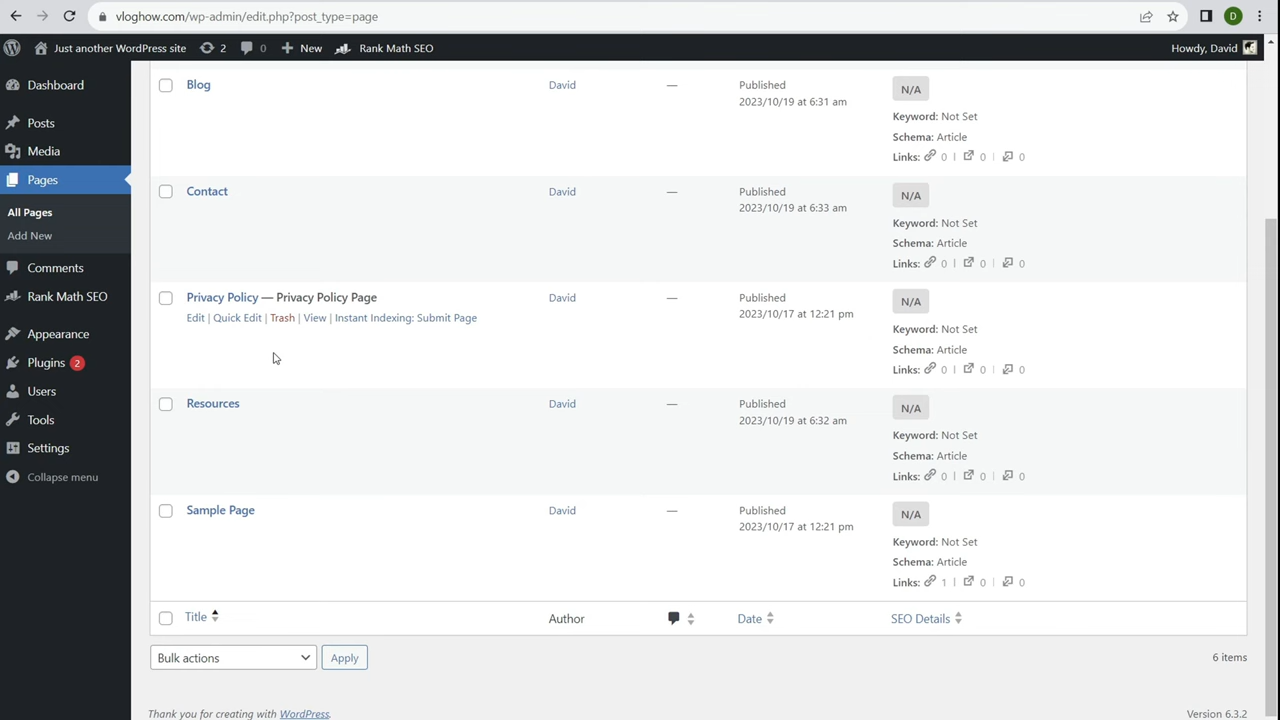 vloghow.com/wp-admin/edit.php?post_type=page
D
Just another WordPress site 2 0 New Rank Math SEO Howdy, David
Dashboard
Posts
Media
Pages
All Pages
Add New
Comments
Rank Math SEO
Appearance
Plugins 2
Users
Tools
Settings
Collapse menu
Blog David — Published N/A
2023/10/19 at 6:31 am
Keyword: Not Set
Schema: Article
Links: 0 | 0 | 0
Contact David — Published N/A
2023/10/19 at 6:33 am
Keyword: Not Set
Schema: Article
Links: 0 | 0 | 0
Privacy Policy — Privacy Policy Page David — Published N/A
Edit | Quick Edit | Trash | View | Instant Indexing: Submit Page 2023/10/17 at 12:21 pm
Keyword: Not Set
Schema: Article
Links: 0 | 0 | 0
Resources David — Published N/A
2023/10/19 at 6:32 am
Keyword: Not Set
Schema: Article
Links: 0 | 0 | 0
Sample Page David — Published N/A
2023/10/17 at 12:21 pm
Keyword: Not Set
Schema: Article
Links: 1 | 0 | 0
Title Author Date SEO Details
Bulk actions Apply 6 items
Thank you for creating with WordPress. Version 6.3.2